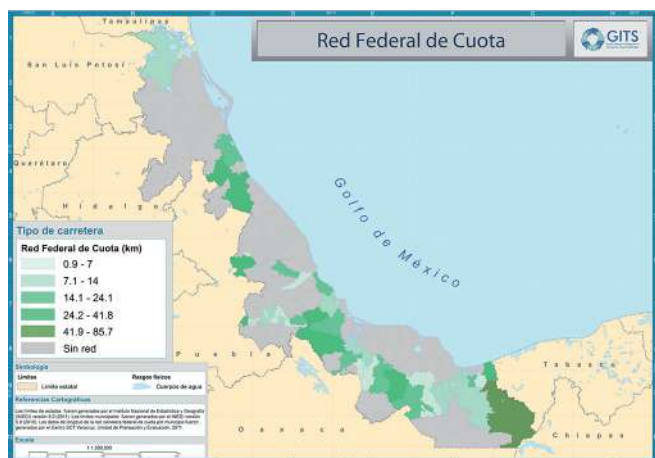 Red Federal de Cuota
GITS
Tamaulipas
San Luis Potosí
Querétaro
Hidalgo
Golfo de México
Tipo de carretera
Red Federal de Cuota (km)
0.9 - 7
7.1 - 14
14.1 - 24.1
24.2 - 41.8
41.9 - 85.7
Sin red
Puebla
Tabasco
Oaxaca
Chiapas
Simbología
Límites
Rasgos físicos
Límite estatal
Cuerpos de agua
Referencias Cartográficas
Escala